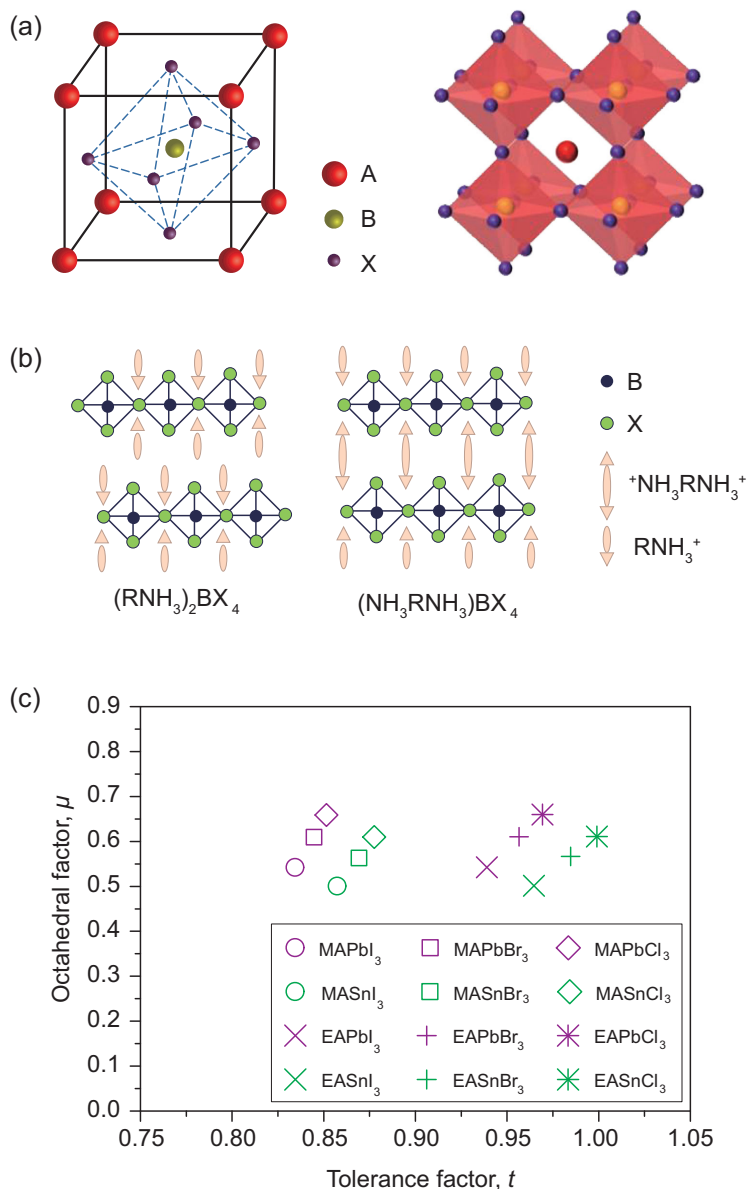 (a)
A
B
X
(b)
B
X
⁺NH₃RNH₃⁺
RNH₃⁺
(RNH₃)₂BX₄
(NH₃RNH₃)BX₄
(c)
Octahedral factor, μ
0.9
0.8
0.7
0.6
0.5
0.4
0.3
0.2
0.1
0.0
MAPbI₃ MAPbBr₃ MAPbCl₃
MASnI₃ MASnBr₃ MASnCl₃
EAPbI₃ EAPbBr₃ EAPbCl₃
EASnI₃ EASnBr₃ EASnCl₃
0.75 0.80 0.85 0.90 0.95 1.00 1.05
Tolerance factor, t